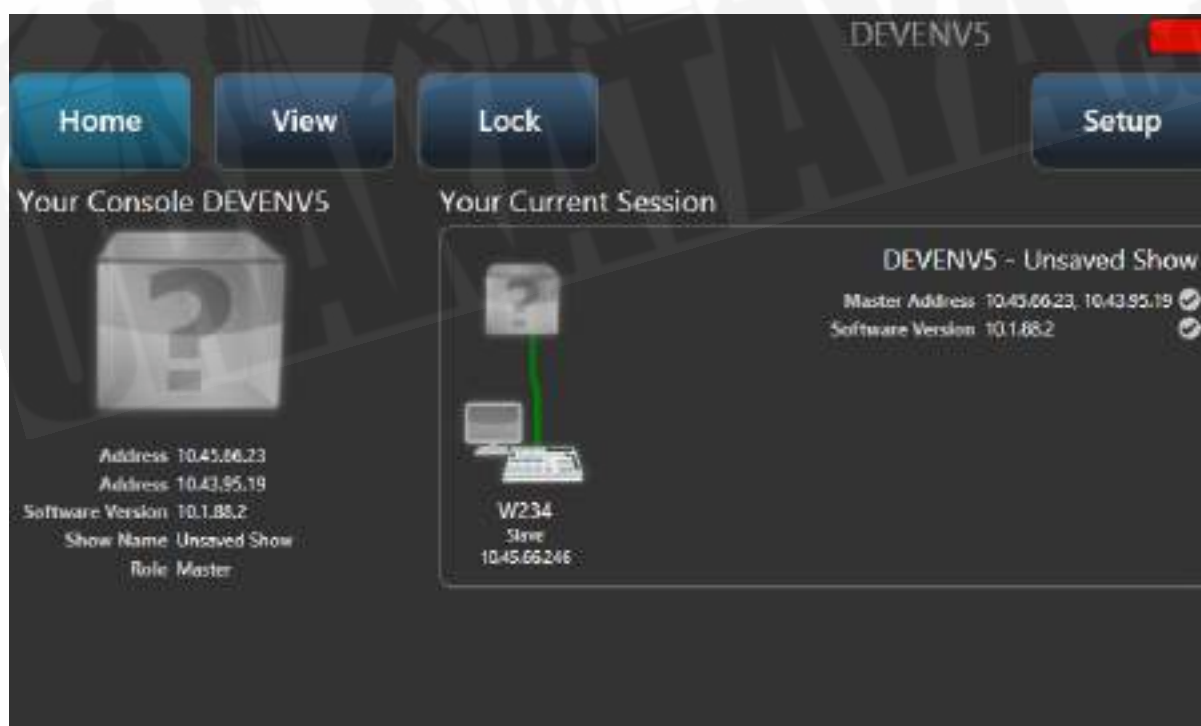 DEVENV5
Home View Lock Setup
Your Console DEVENV5
Address 10.45.66.23
Address 10.43.95.19
Software Version 10.1.88.2
Show Name Unsaved Show
Role Master
Your Current Session
DEVENV5 - Unsaved Show
Master Address 10.45.66.23, 10.43.95.19
Software Version 10.1.88.2
W234
Slave
10.45.66.246